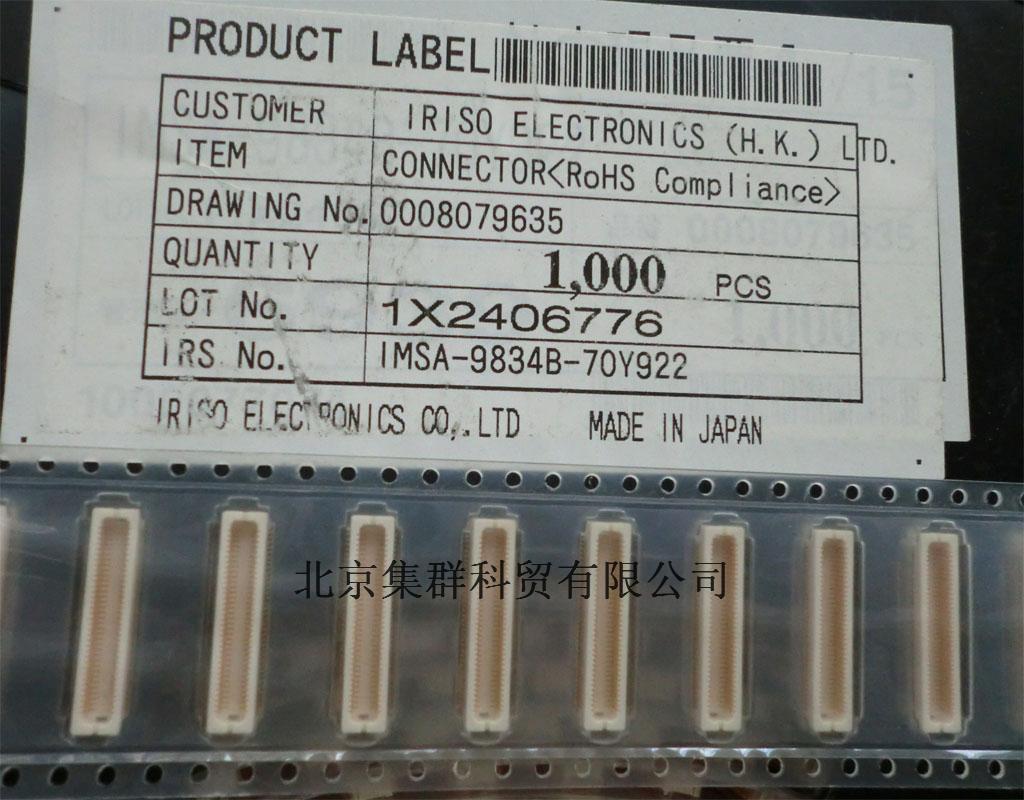 PRODUCT LABEL
CUSTOMER IRISO ELECTRONICS (H.K.) LTD.
ITEM CONNECTOR<RoHS Compliance>
DRAWING No. 0008079635
QUANTITY 1,000 PCS
LOT No. 1X2406776
IRS No. IMSA-9834B-70Y922
IRISO ELECTRONICS CO,.LTD MADE IN JAPAN
北京集群科贸有限公司